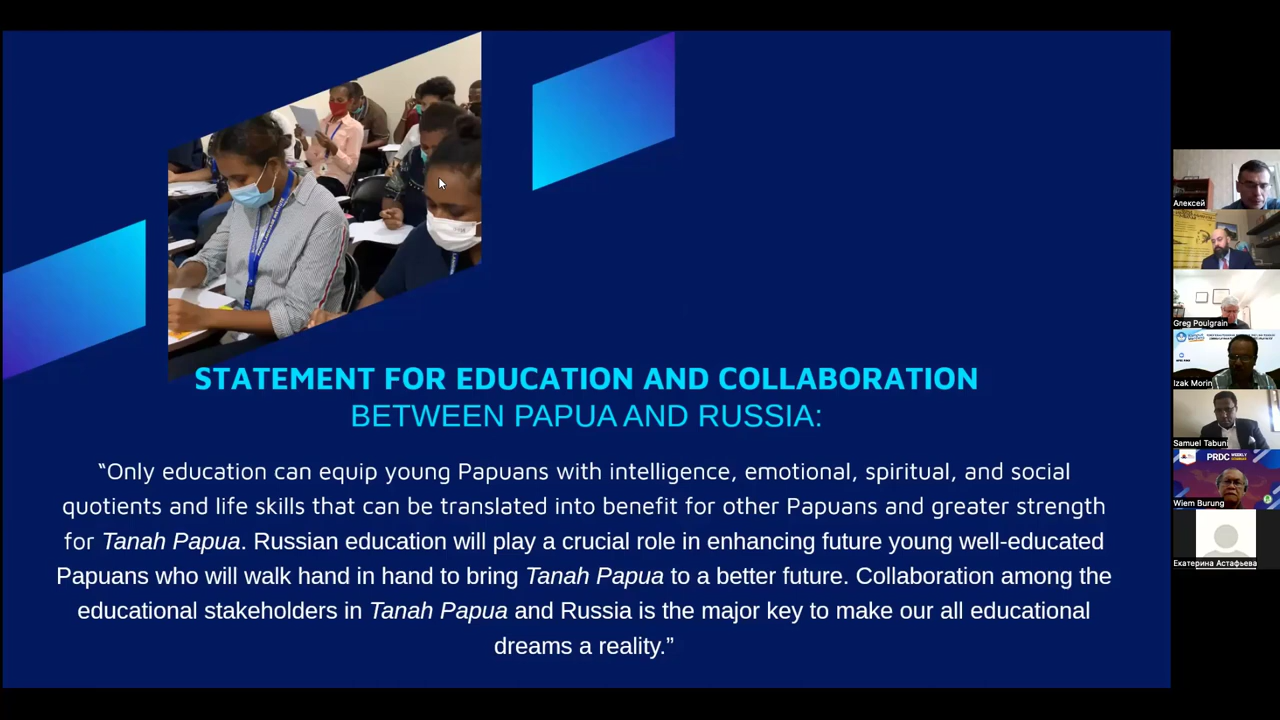 STATEMENT FOR EDUCATION AND COLLABORATION
BETWEEN PAPUA AND RUSSIA:
“Only education can equip young Papuans with intelligence, emotional, spiritual, and social
quotients and life skills that can be translated into benefit for other Papuans and greater strength
for Tanah Papua. Russian education will play a crucial role in enhancing future young well-educated
Papuans who will walk hand in hand to bring Tanah Papua to a better future. Collaboration among the
educational stakeholders in Tanah Papua and Russia is the major key to make our all educational
dreams a reality.”
Алексей
Greg Poulgrain
Izak Morin
Samuel Tabuni
PRDC WEEKLY
Wiem Burung
Екатерина Астафьева